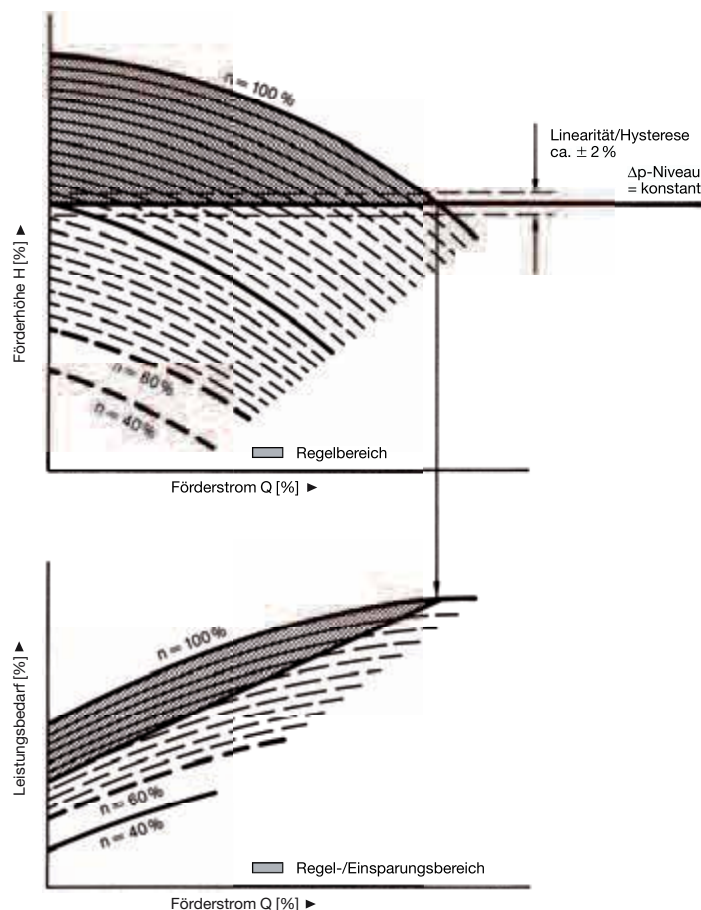 n = 100 %
Linearität/Hysterese
ca. ± 2 %
Δp-Niveau
= konstant
Förderhöhe H [%] ►
n = 60 %
n = 40 %
Regelbereich
Förderstrom Q [%] ►
n = 100 %
Leistungsbedarf [%] ►
n = 60 %
n = 40 %
Regel-/Einsparungsbereich
Förderstrom Q [%] ►